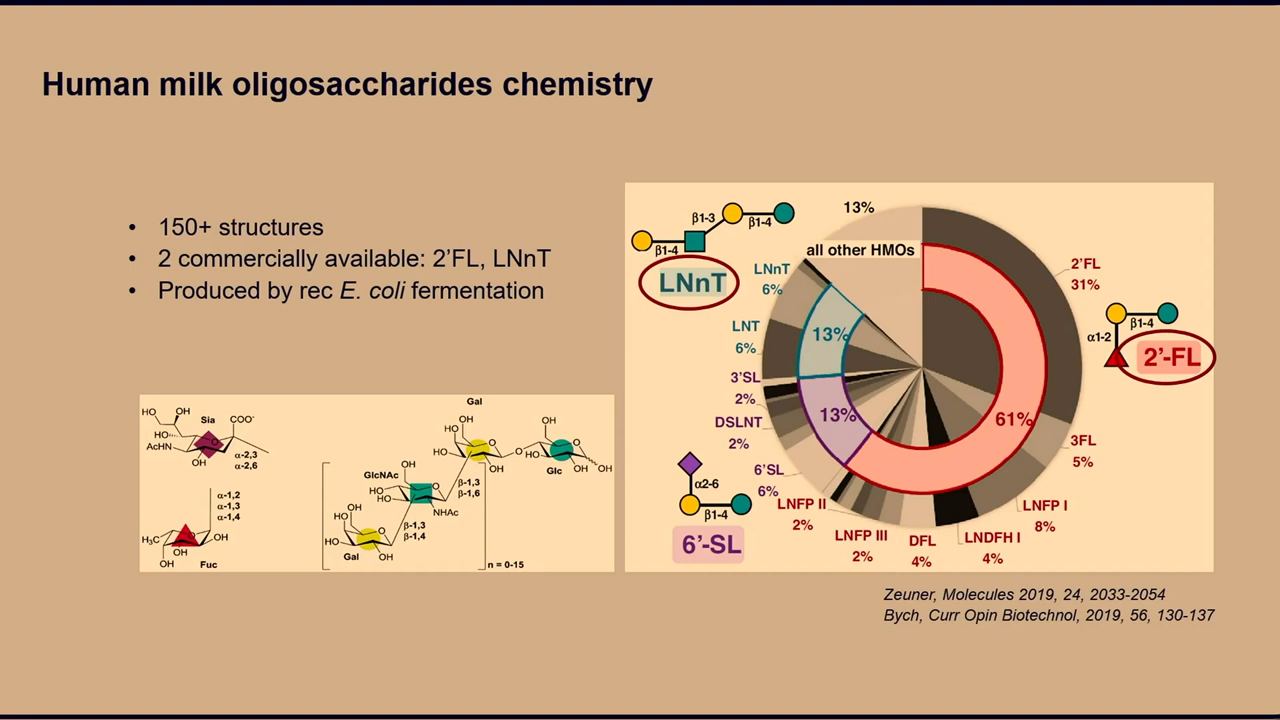 Human milk oligosaccharides chemistry
• 150+ structures
• 2 commercially available: 2’FL, LNnT
• Produced by rec E. coli fermentation
Gal
HO
OH
Sia
COO-
HO
AcHN
O
OH
α-2,3
α-2,6
OH
HO
O
OH
O
OH
HO
O
OH
OH
Glc
GlcNAc
OH
HO
HO
O
NHAc
β-1,3
β-1,6
α-1,2
α-1,3
α-1,4
H3C
O
OH
OH
OH
Fuc
OH
HO
HO
O
OH
Gal
β-1,3
β-1,4
n = 0-15
β1-3
β1-4
β1-4
LNnT
13%
all other HMOs
LNnT
6%
LNT
6%
3’SL
2%
DSLNT
2%
6’SL
6%
LNFP II
2%
LNFP III
2%
DFL
4%
LNDFH I
4%
LNFP I
8%
3FL
5%
2’FL
31%
13%
13%
61%
β1-4
α1-2
2’-FL
α2-6
β1-4
6’-SL
Zeuner, Molecules 2019, 24, 2033-2054
Bych, Curr Opin Biotechnol, 2019, 56, 130-137